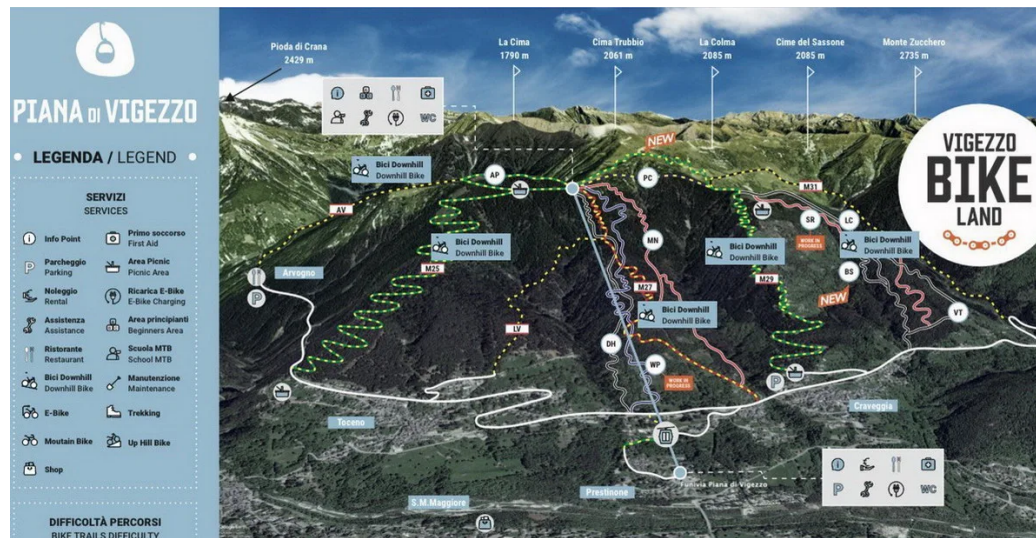 PIANA DI VIGEZZO
LEGENDA / LEGEND
SERVIZI
SERVICES
Info Point
Primo soccorso
First Aid
Parcheggio
Parking
Area Picnic
Picnic Area
Noleggio
Rental
Ricarica E-Bike
E-Bike Charging
Assistenza
Assistance
Area principianti
Beginners Area
Ristorante
Restaurant
Scuola MTB
School MTB
Bici Downhill
Downhill Bike
Manutenzione
Maintenance
E-Bike
Trekking
Moutain Bike
Up Hill Bike
Shop
DIFFICOLTÀ PERCORSI
BIKE TRAILS DIFFICULTY
Pioda di Crana
2429 m
La Cima
1790 m
Cima Trubbio
2061 m
La Colma
2085 m
Cime del Sassone
2085 m
Monte Zucchero
2735 m
WC
VIGEZZO
BIKE
LAND
NEW
Bici Downhill
Downhill Bike
AP
PC
M31
AV
SR
LC
WORK IN
PROGRESS
MN
Bici Downhill
Downhill Bike
Bici Downhill
Downhill Bike
Bici Downhill
Downhill Bike
M25
Arvogno
P
M29
BS
M27
NEW
Bici Downhill
Downhill Bike
VT
LV
DH
WP
WORK IN
PROGRESS
P
Craveggia
Toceno
Prestinone
Funivia Piana di Vigezzo
S.M.Maggiore
P
WC